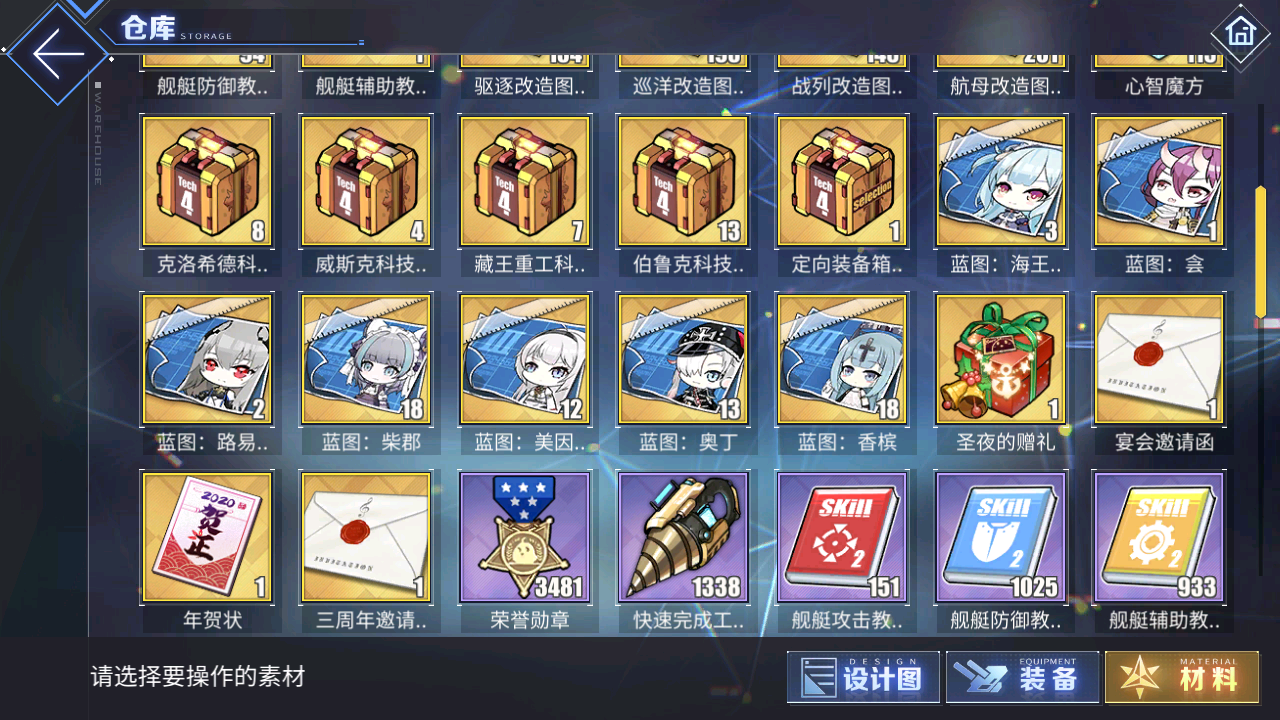 仓库 STORAGE
WAREHOUSE
舰艇防御教.. 舰艇辅助教.. 驱逐改造图.. 巡洋改造图.. 战列改造图.. 航母改造图.. 心智魔方
Tech 4 8 Tech 4 4 Tech 4 7 Tech 4 13 Tech 4 selection 1 3 1
克洛希德科.. 威斯克科技.. 藏王重工科.. 伯鲁克科技.. 定向装备箱.. 蓝图：海王.. 蓝图：酓
2 18 12 13 18 1 1
蓝图：路易.. 蓝图：柴郡 蓝图：美因.. 蓝图：奥丁 蓝图：香槟 圣夜的赠礼 宴会邀请函
2020 贺正 1 1 3481 1338 SKill 2 151 SKill 2 1025 SKill 2 933
年贺状 三周年邀请.. 荣誉勋章 快速完成工.. 舰艇攻击教.. 舰艇防御教.. 舰艇辅助教..
请选择要操作的素材
DESIGN 设计图 EQUIPMENT 装备 MATERIAL 材料